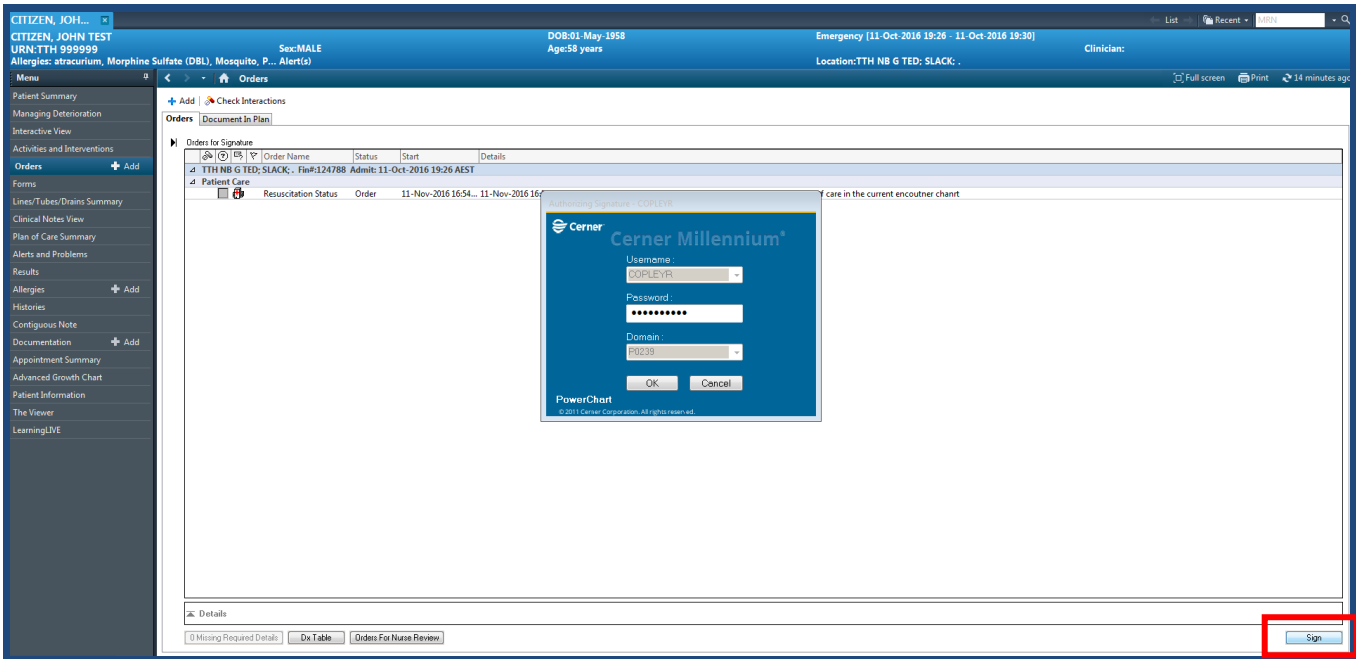 CITIZEN, JOH...
List Recent MRN
CITIZEN, JOHN TEST DOB:01-May-1958 Emergency [11-Oct-2016 19:26 - 11-Oct-2016 19:30]
URN:TTH 999999 Sex:MALE Age:58 years Clinician:
Allergies: atracurium, Morphine Sulfate (DBL), Mosquito, P... Alert(s) Location:TTH NB G TED; SLACK; .
Menu Orders Full screen Print 14 minutes ago
Patient Summary
Managing Deterioration
Interactive View
Activities and Interventions
Orders Add
Forms
Lines/Tubes/Drains Summary
Clinical Notes View
Plan of Care Summary
Alerts and Problems
Results
Allergies Add
Histories
Contiguous Note
Documentation Add
Appointment Summary
Advanced Growth Chart
Patient Information
The Viewer
LearningLIVE
Add Check Interactions
Orders Document In Plan
Orders for Signature
Order Name Status Start Details
TTH NB G TED; SLACK; . Fin#:124788 Admit: 11-Oct-2016 19:26 AEST
Patient Care
Resuscitation Status Order 11-Nov-2016 16:54... 11-Nov-2016 16: f care in the current encoutner chanrt
Authorizing Signature - COPLEYR
Cerner
Cerner Millennium®
Username :
COPLEYR
Password :
••••••••••
Domain :
P0239
OK Cancel
PowerChart
© 2011 Cerner Corporation. All rights reserved.
Details
0 Missing Required Details Dx Table Orders For Nurse Review Sign